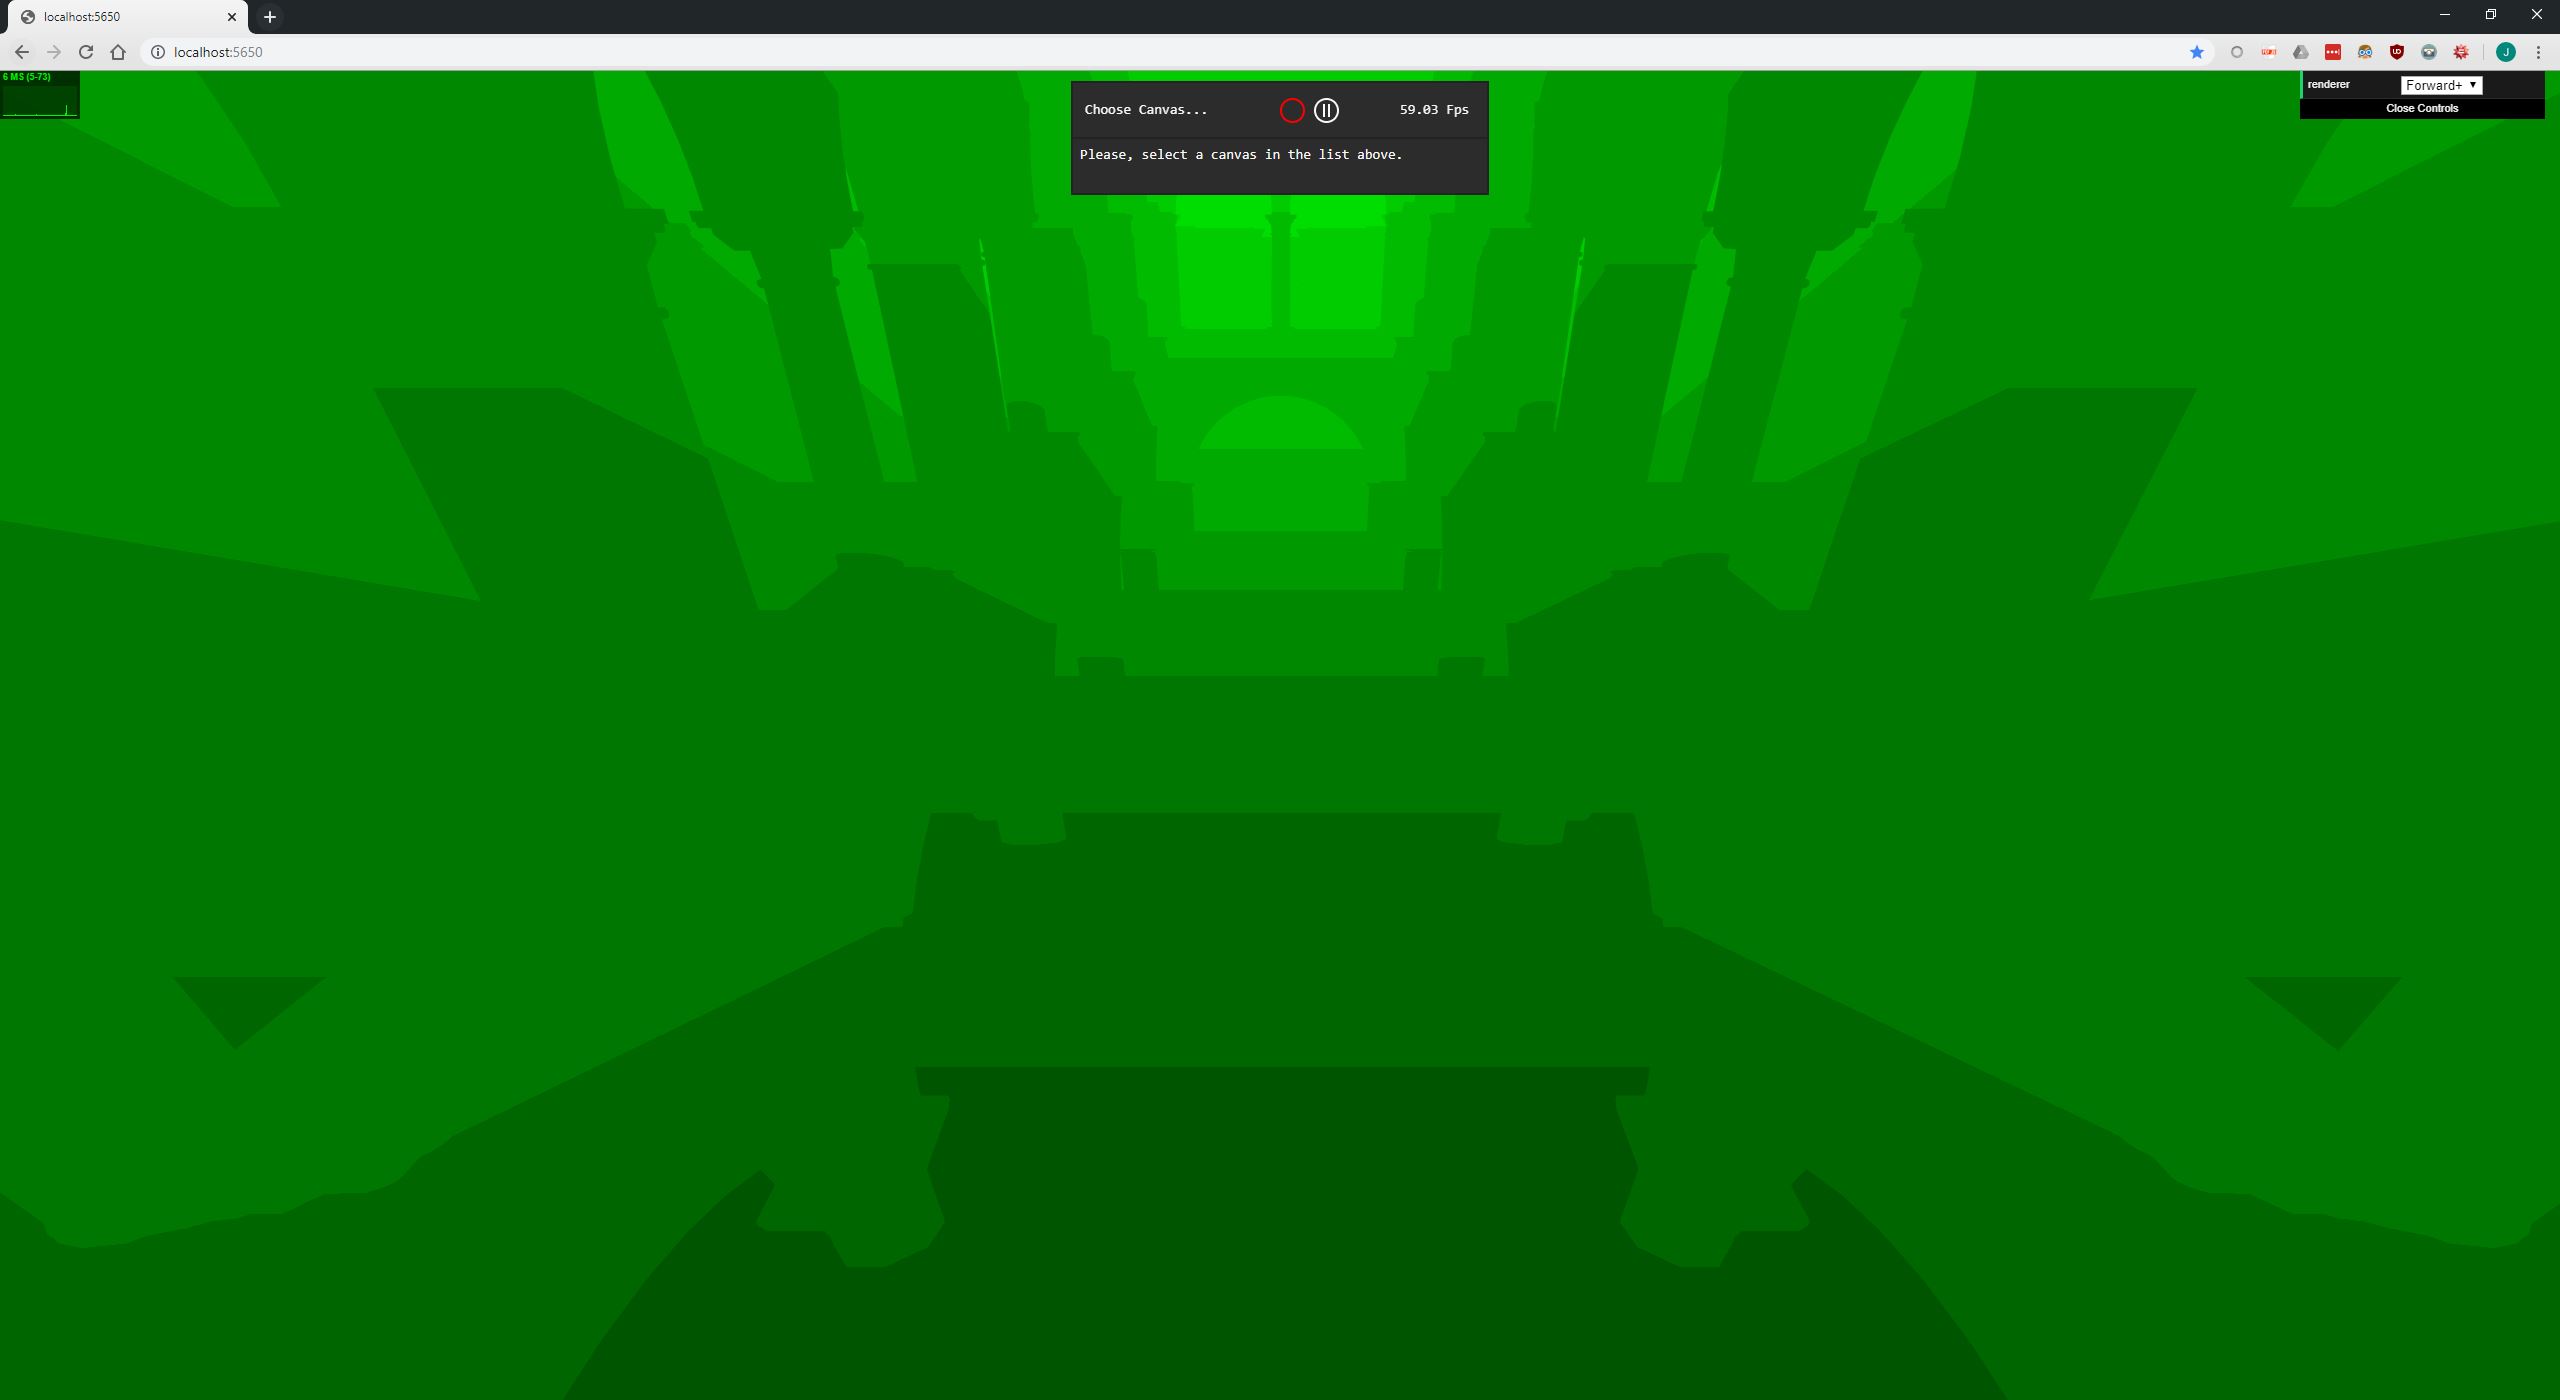 localhost:5650
localhost:5650
6 MS (5-73)
Choose Canvas...
59.03 Fps
Please, select a canvas in the list above.
renderer
Forward+
Close Controls
J